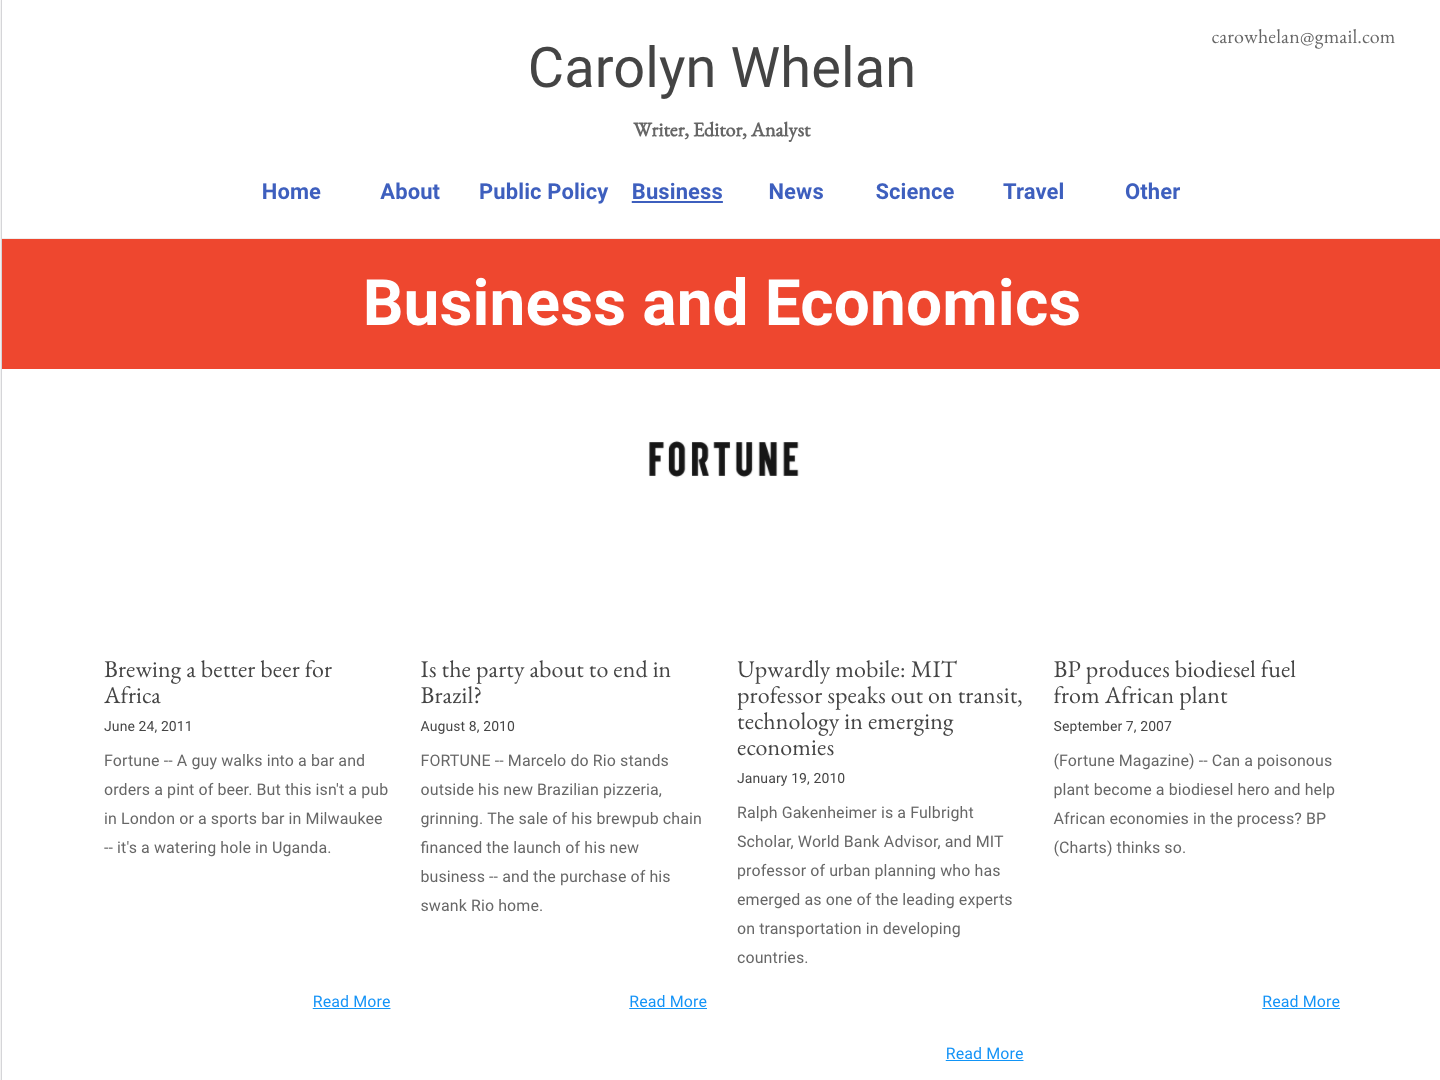 carowhelan@gmail.com
Carolyn Whelan
Writer, Editor, Analyst
Home About Public Policy Business News Science Travel Other
Business and Economics
FORTUNE
Brewing a better beer for
Africa
June 24, 2011
Fortune -- A guy walks into a bar and
orders a pint of beer. But this isn't a pub
in London or a sports bar in Milwaukee
-- it's a watering hole in Uganda.
Read More
Is the party about to end in
Brazil?
August 8, 2010
FORTUNE -- Marcelo do Rio stands
outside his new Brazilian pizzeria,
grinning. The sale of his brewpub chain
financed the launch of his new
business -- and the purchase of his
swank Rio home.
Read More
Upwardly mobile: MIT
professor speaks out on transit,
technology in emerging
economies
January 19, 2010
Ralph Gakenheimer is a Fulbright
Scholar, World Bank Advisor, and MIT
professor of urban planning who has
emerged as one of the leading experts
on transportation in developing
countries.
Read More
BP produces biodiesel fuel
from African plant
September 7, 2007
(Fortune Magazine) -- Can a poisonous
plant become a biodiesel hero and help
African economies in the process? BP
(Charts) thinks so.
Read More